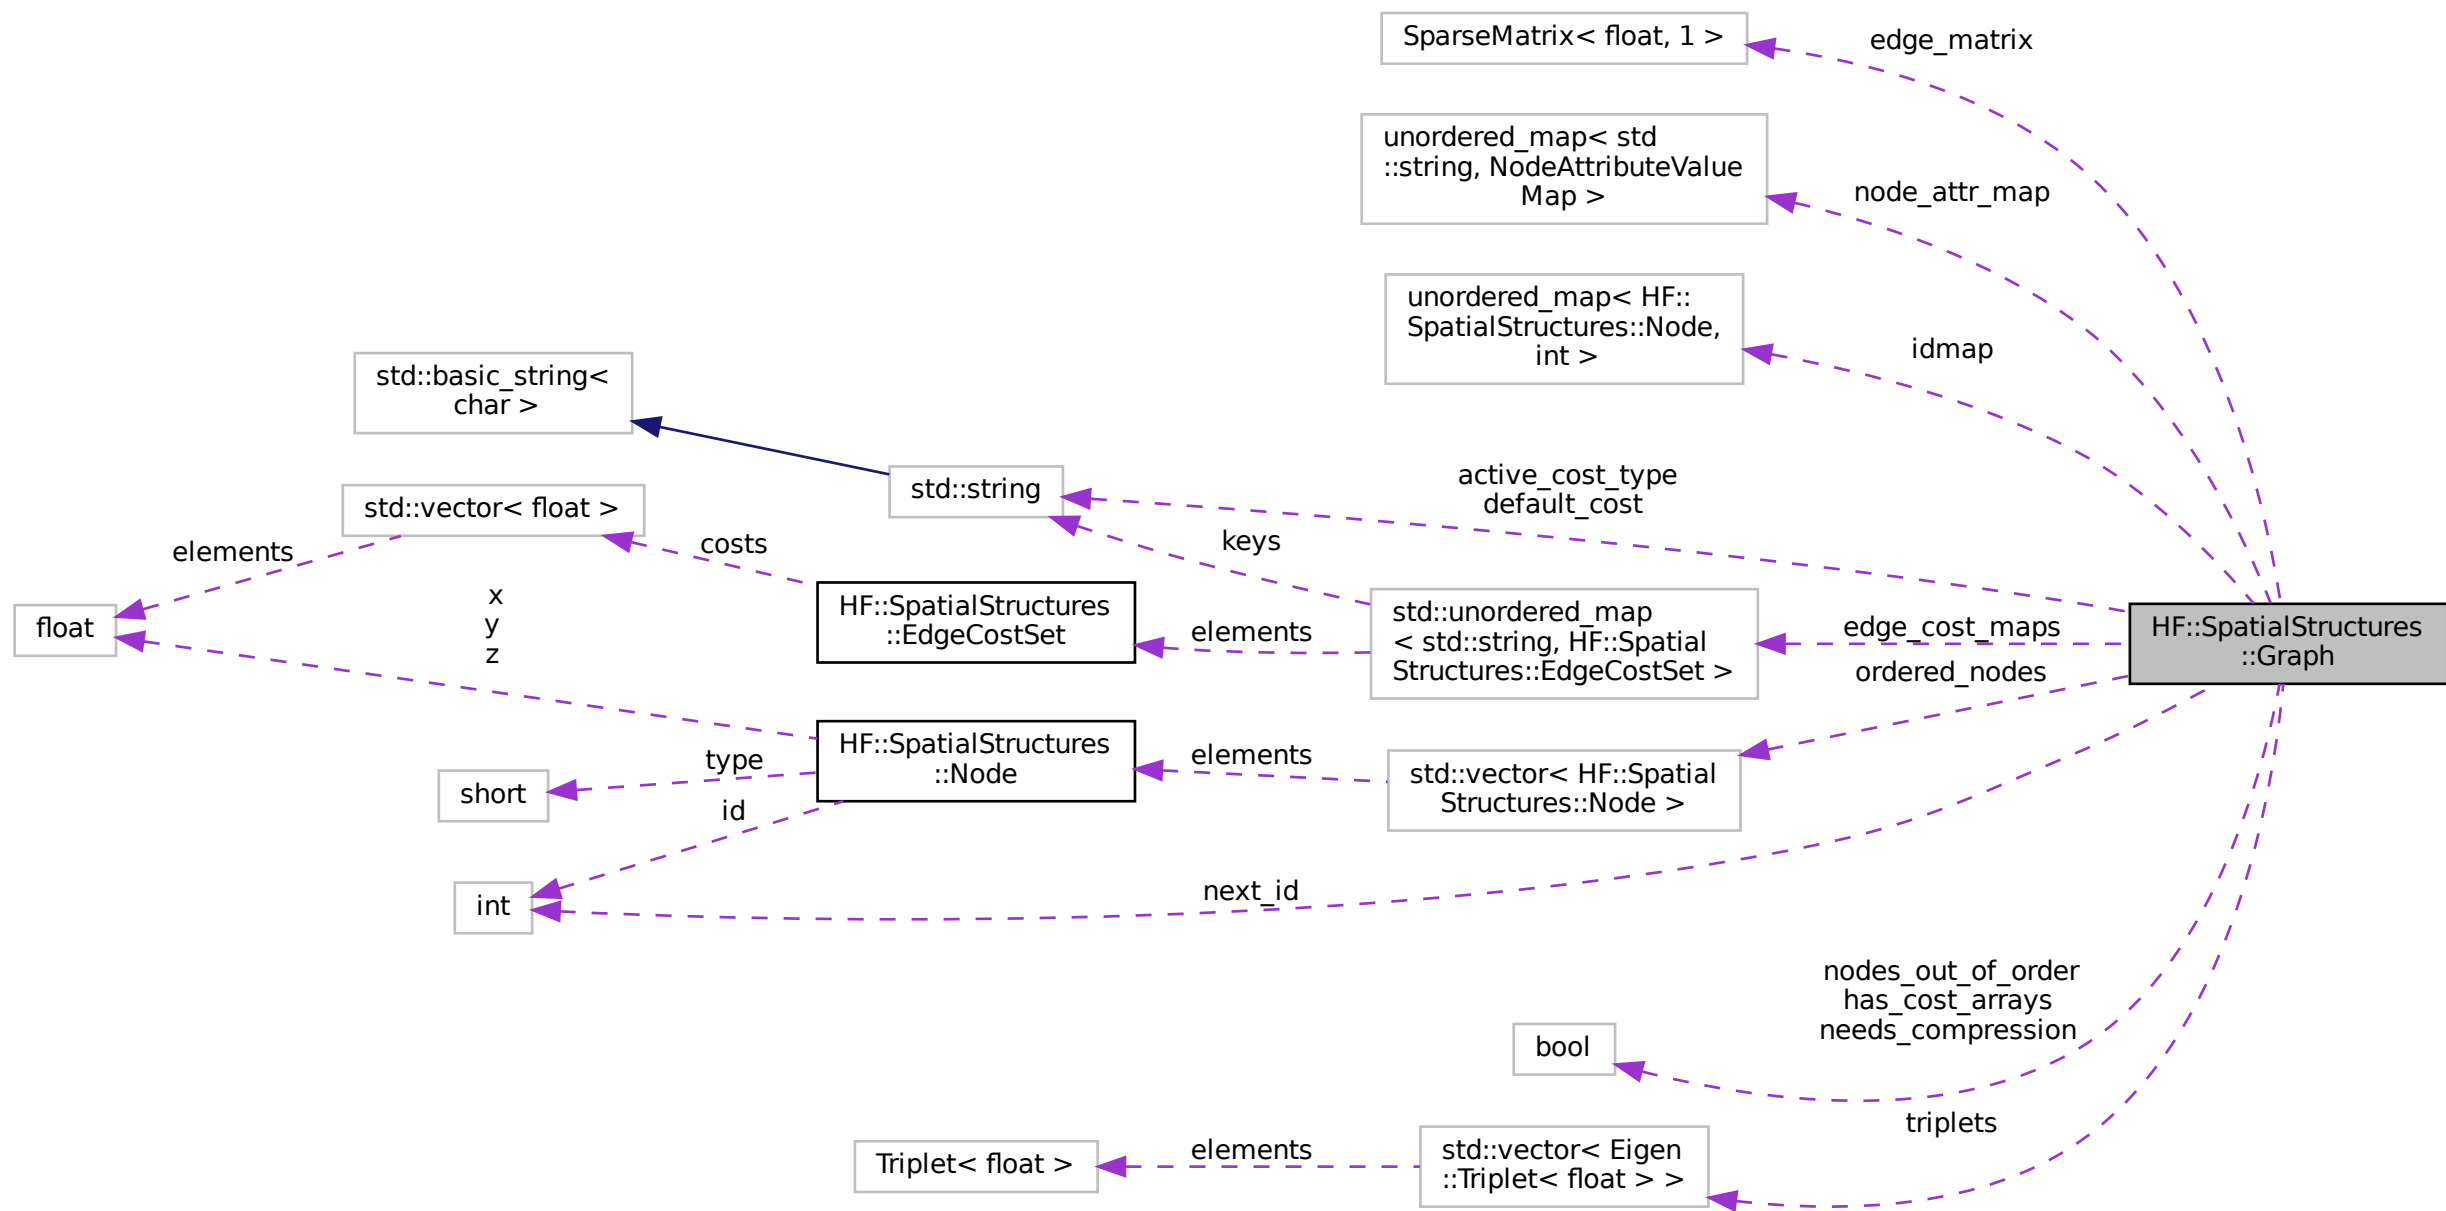 SparseMatrix< float, 1 >
edge_matrix
unordered_map< std
::string, NodeAttributeValue
Map >
node_attr_map
unordered_map< HF::
SpatialStructures::Node,
int >
idmap
std::basic_string<
char >
std::string
active_cost_type
default_cost
std::vector< float >
keys
costs
elements
float
x
y
z
HF::SpatialStructures
::EdgeCostSet
elements
std::unordered_map
< std::string, HF::Spatial
Structures::EdgeCostSet >
edge_cost_maps
HF::SpatialStructures
::Graph
ordered_nodes
HF::SpatialStructures
::Node
elements
std::vector< HF::Spatial
Structures::Node >
type
short
id
int
next_id
nodes_out_of_order
has_cost_arrays
needs_compression
bool
triplets
Triplet< float >
elements
std::vector< Eigen
::Triplet< float > >